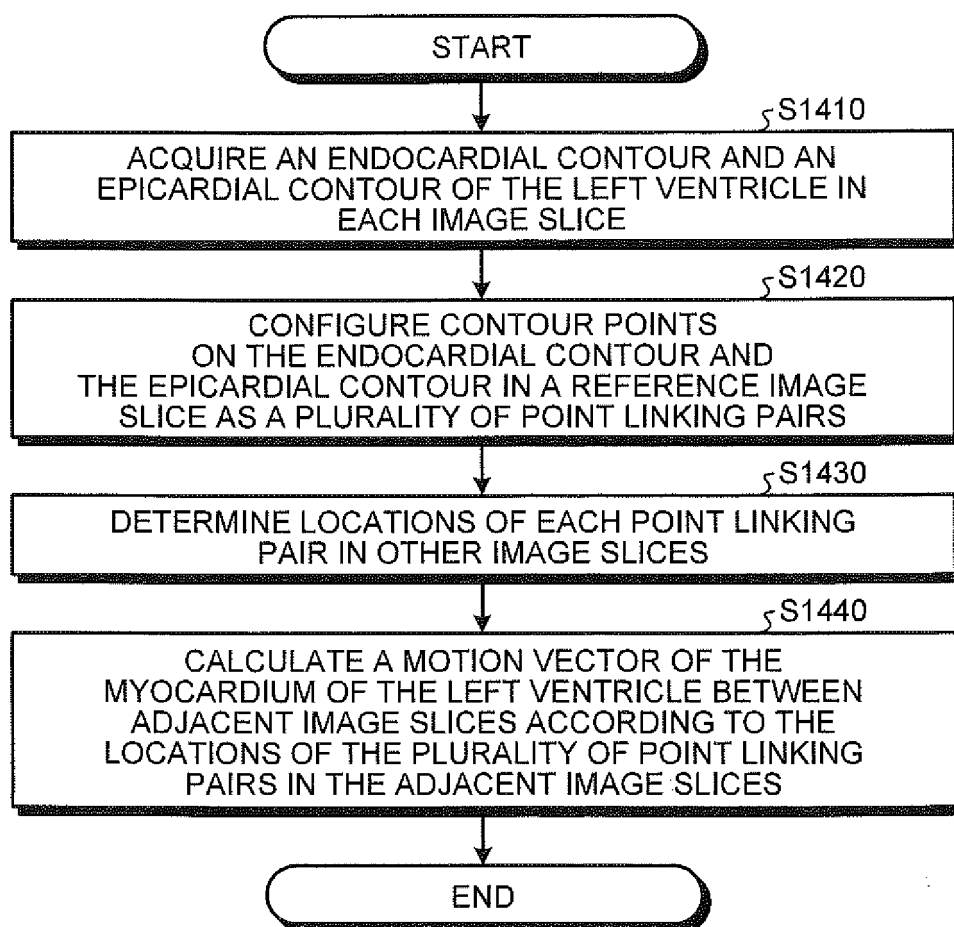 START
S1410
ACQUIRE AN ENDOCARDIAL CONTOUR AND AN
EPICARDIAL CONTOUR OF THE LEFT VENTRICLE IN
EACH IMAGE SLICE
S1420
CONFIGURE CONTOUR POINTS
ON THE ENDOCARDIAL CONTOUR AND
THE EPICARDIAL CONTOUR IN A REFERENCE IMAGE
SLICE AS A PLURALITY OF POINT LINKING PAIRS
S1430
DETERMINE LOCATIONS OF EACH POINT LINKING
PAIR IN OTHER IMAGE SLICES
S1440
CALCULATE A MOTION VECTOR OF THE
MYOCARDIUM OF THE LEFT VENTRICLE BETWEEN
ADJACENT IMAGE SLICES ACCORDING TO THE
LOCATIONS OF THE PLURALITY OF POINT LINKING
PAIRS IN THE ADJACENT IMAGE SLICES
END